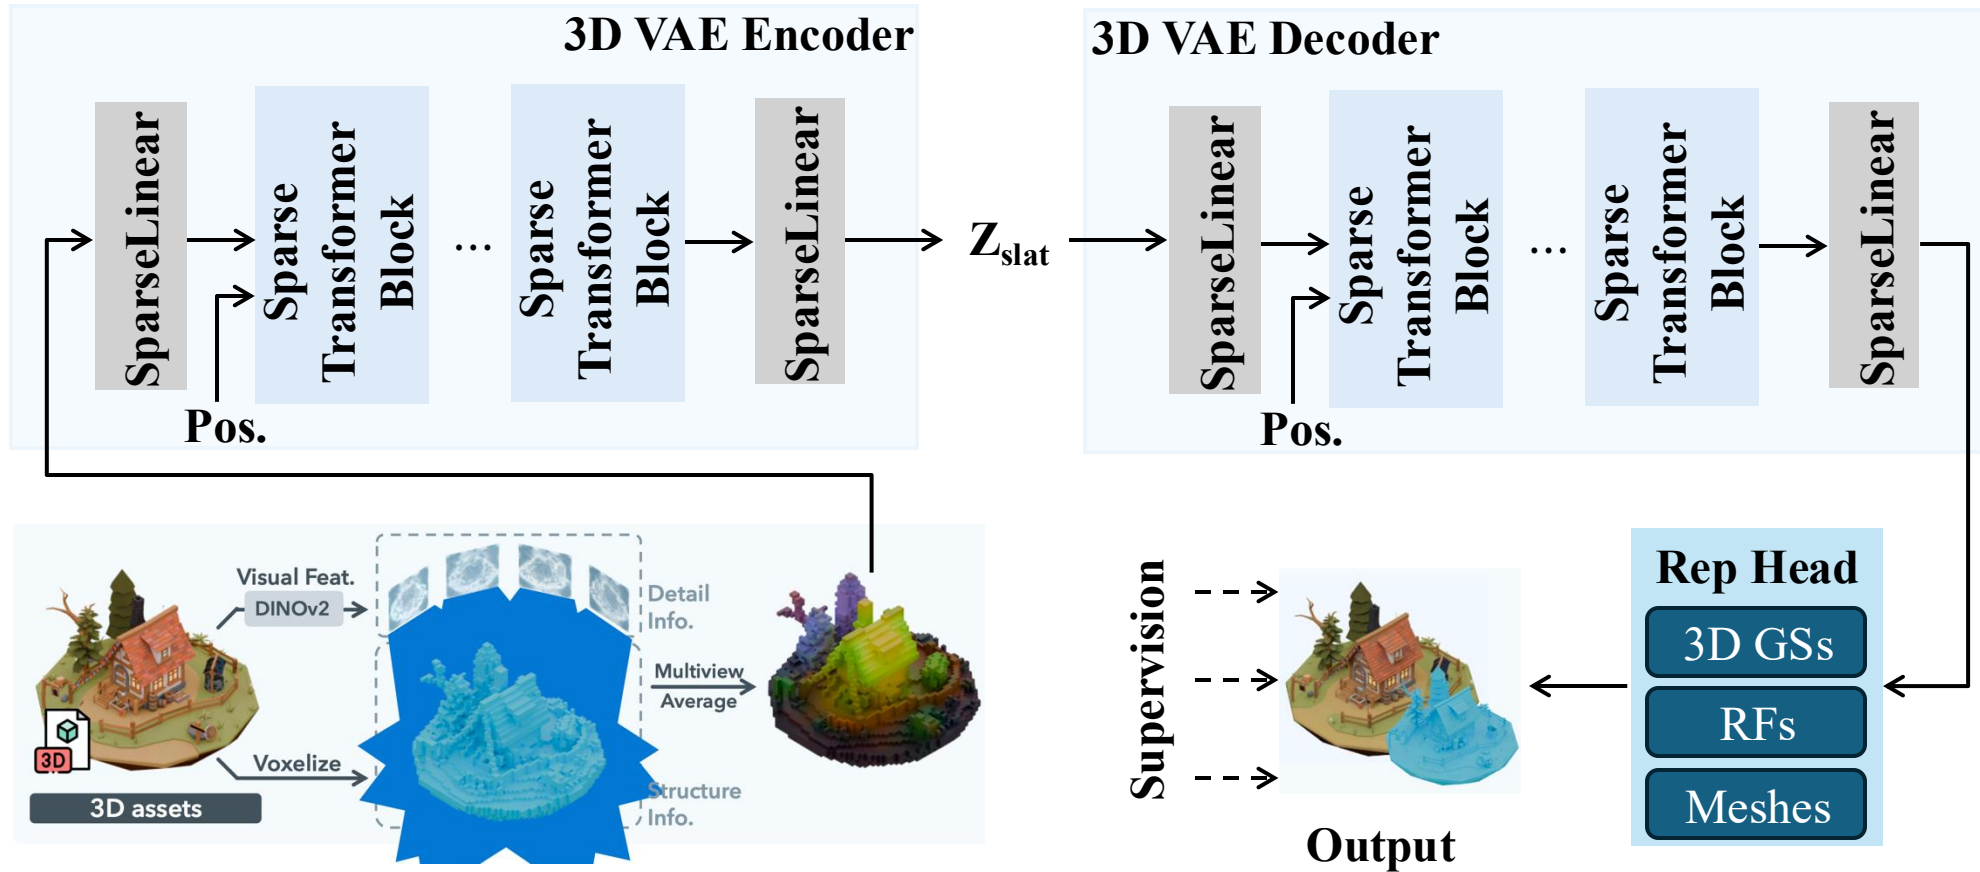 3D VAE Encoder
SparseLinear
Sparse
Transformer
Block
...
Sparse
Transformer
Block
SparseLinear
Pos.
Zslat
3D VAE Decoder
SparseLinear
Sparse
Transformer
Block
...
Sparse
Transformer
Block
SparseLinear
Pos.
Visual Feat.
DINOv2
Voxelize
3D
3D assets
Detail
Info.
Structure
Info.
Multiview
Average
Supervision
Output
Rep Head
3D GSs
RFs
Meshes